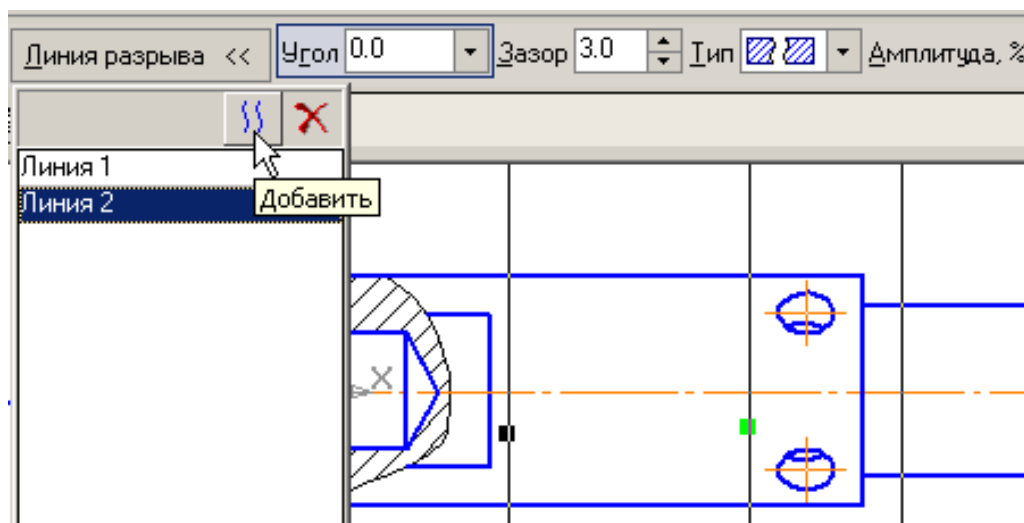 Линия разрыва << Угол 0.0 Зазор 3.0 Тип Амплитуда, %
Линия 1
Добавить
Линия 2
X